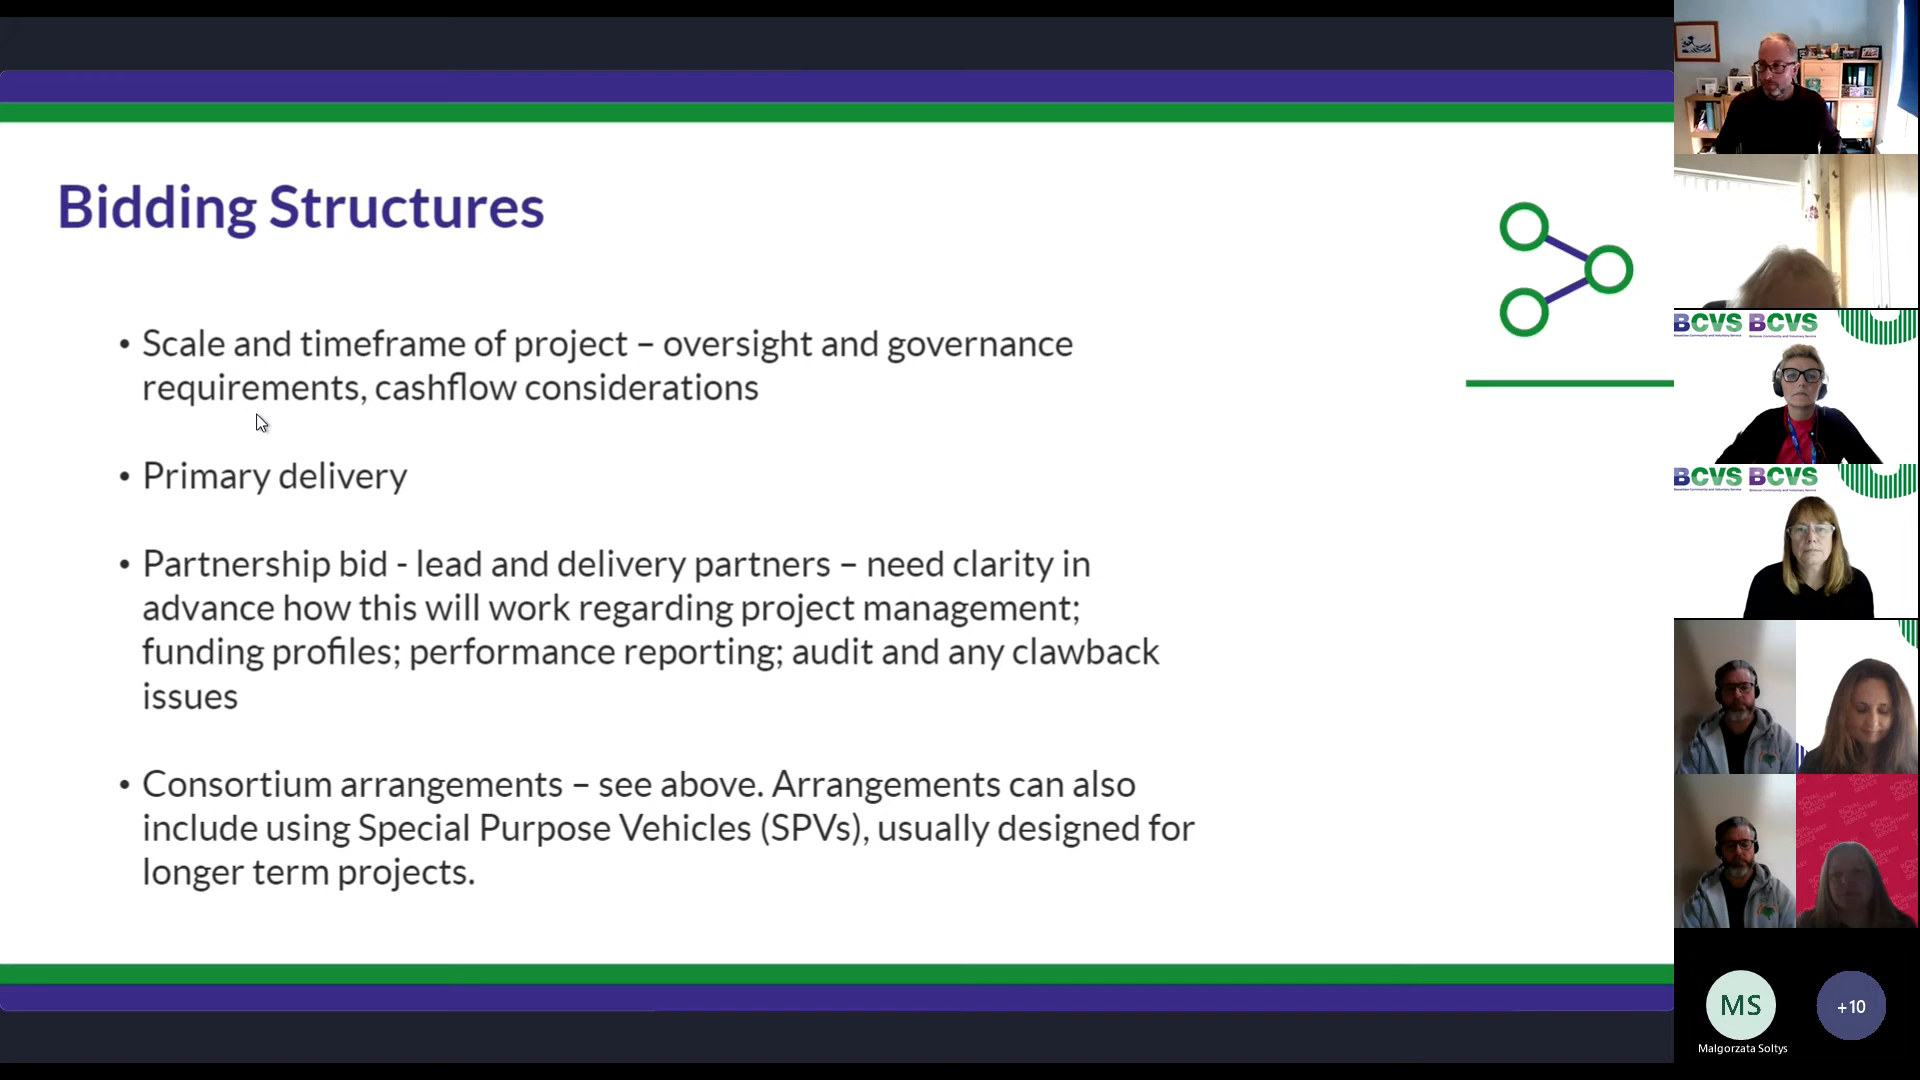 Bidding Structures
• Scale and timeframe of project – oversight and governance
requirements, cashflow considerations
• Primary delivery
• Partnership bid - lead and delivery partners – need clarity in
advance how this will work regarding project management;
funding profiles; performance reporting; audit and any clawback
issues
• Consortium arrangements – see above. Arrangements can also
include using Special Purpose Vehicles (SPVs), usually designed for
longer term projects.
BCVS BCVS
BCVS BCVS
ROYAL VOLUNTARY SERVICE
MS
+10
Malgorzata Soltys